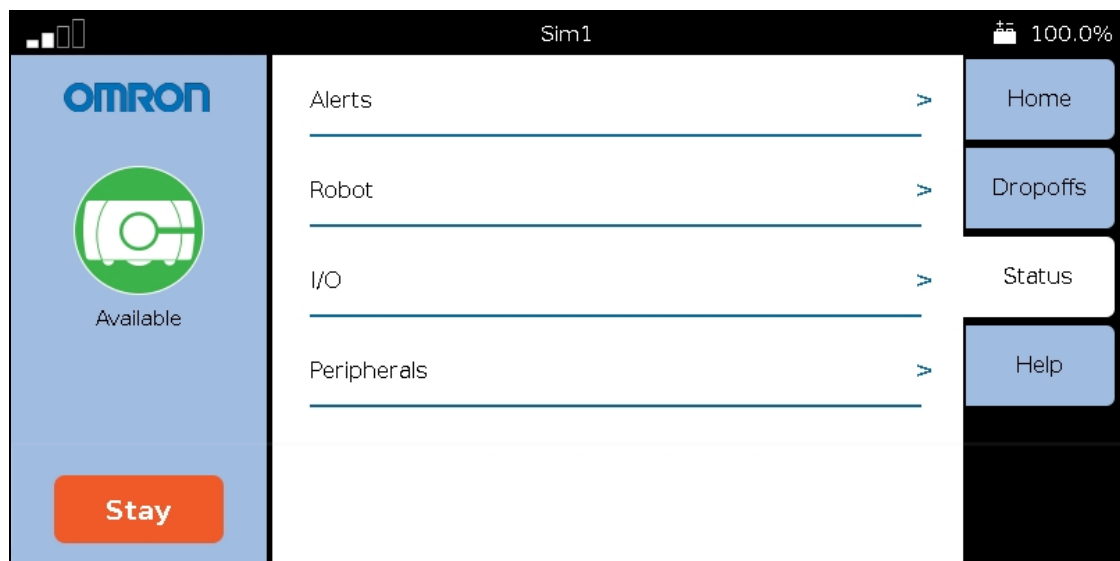 Sim1
100.0%
OMRON
Available
Stay
Alerts >
Robot >
I/O >
Peripherals >
Home
Dropoffs
Status
Help